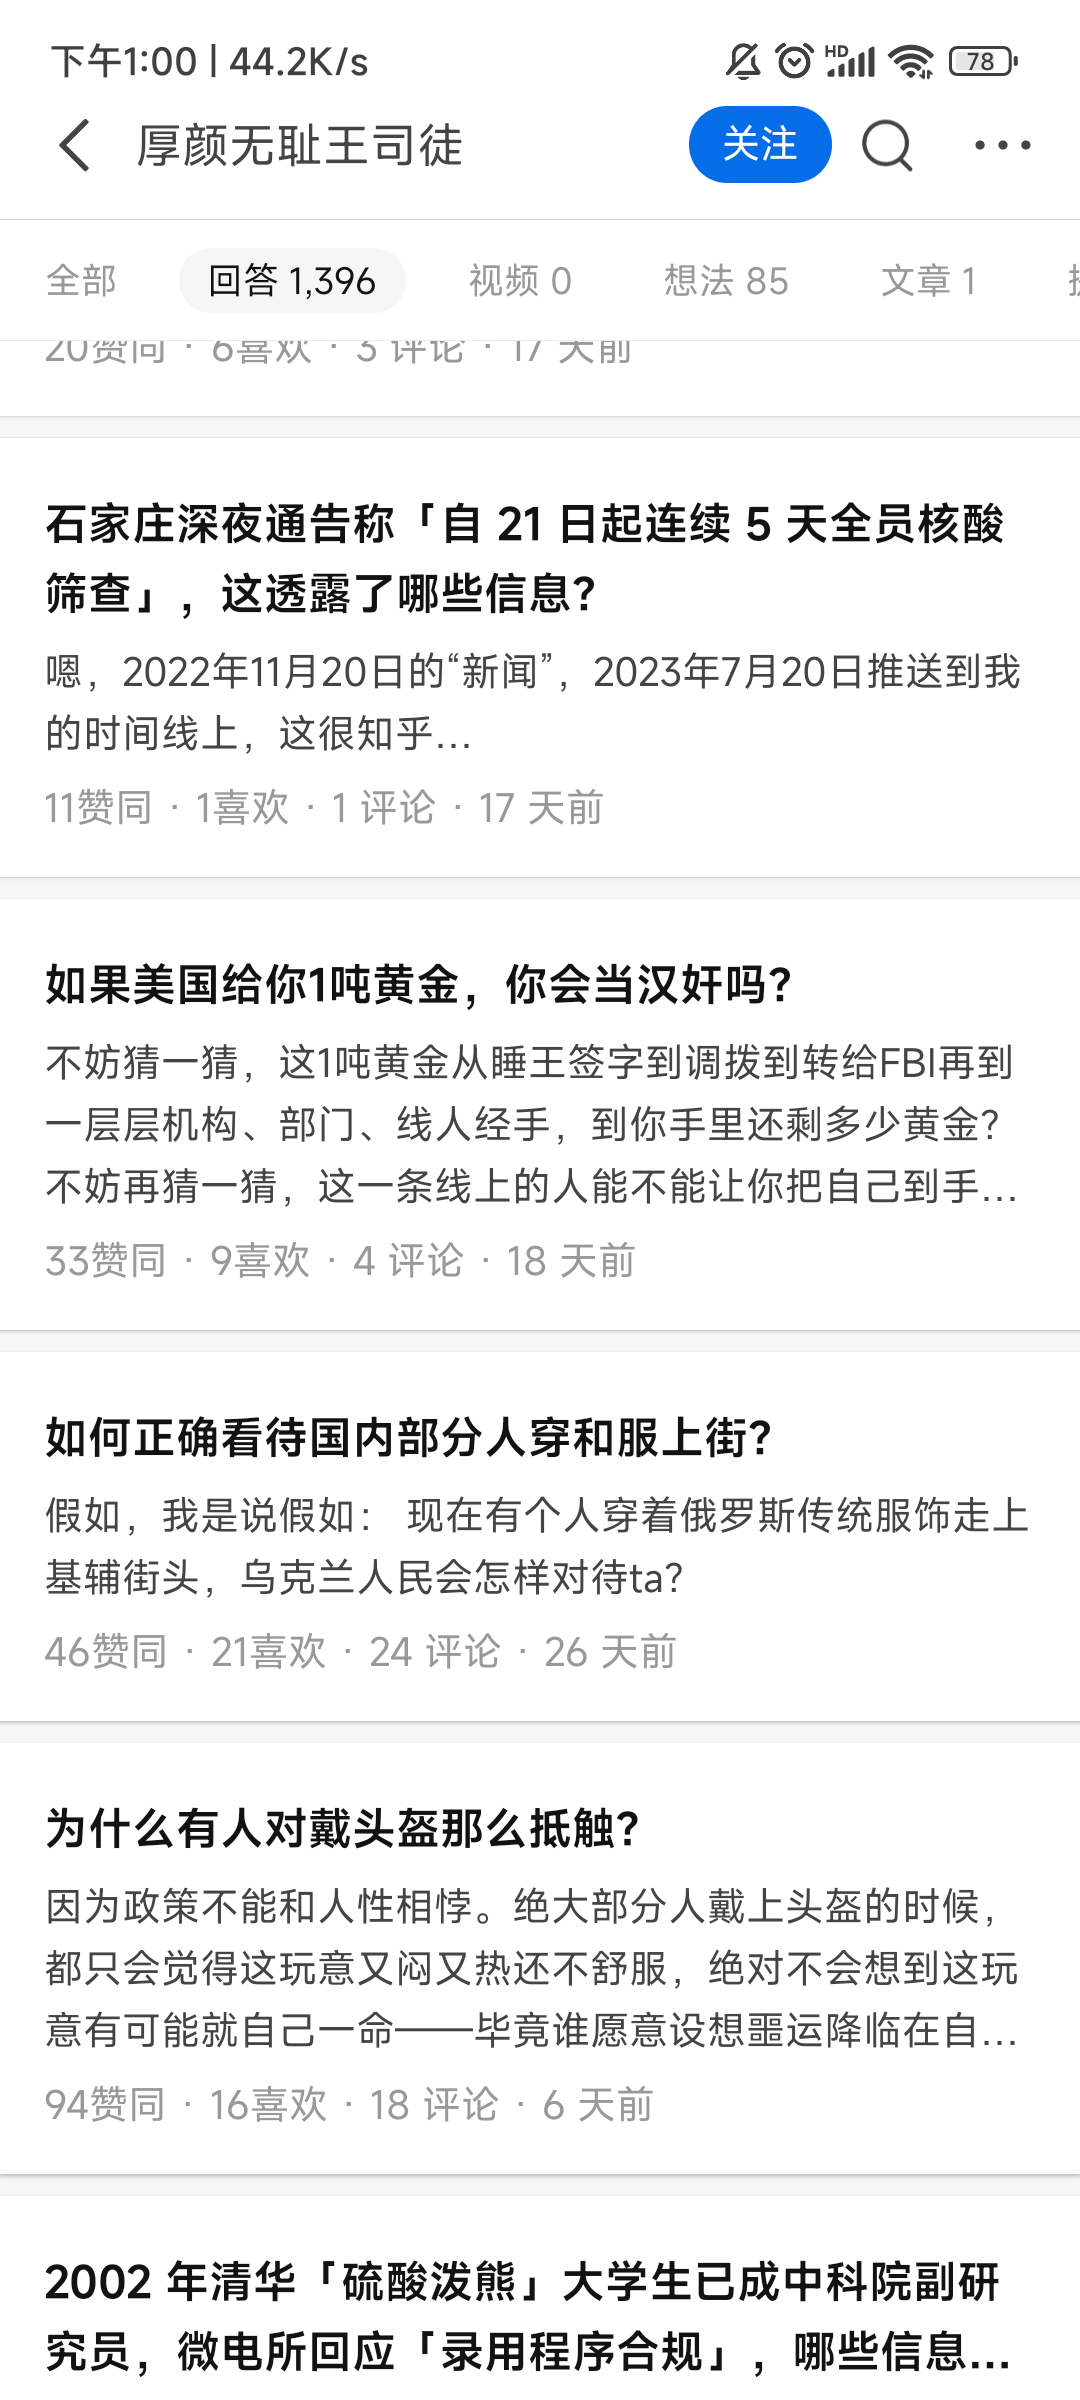 下午1:00 | 44.2K/s
HD
78
厚颜无耻王司徒
关注
全部
回答 1,396
视频 0
想法 85
文章 1
20赞同 · 6喜欢 · 3 评论 · 17 天前
石家庄深夜通告称「自 21 日起连续 5 天全员核酸
筛查」，这透露了哪些信息？
嗯，2022年11月20日的“新闻”，2023年7月20日推送到我
的时间线上，这很知乎...
11赞同 · 1喜欢 · 1 评论 · 17 天前
如果美国给你1吨黄金，你会当汉奸吗？
不妨猜一猜，这1吨黄金从睡王签字到调拨到转给FBI再到
一层层机构、部门、线人经手，到你手里还剩多少黄金？
不妨再猜一猜，这一条线上的人能不能让你把自己到手...
33赞同 · 9喜欢 · 4 评论 · 18 天前
如何正确看待国内部分人穿和服上街？
假如，我是说假如： 现在有个人穿着俄罗斯传统服饰走上
基辅街头，乌克兰人民会怎样对待ta？
46赞同 · 21喜欢 · 24 评论 · 26 天前
为什么有人对戴头盔那么抵触？
因为政策不能和人性相悖。绝大部分人戴上头盔的时候，
都只会觉得这玩意又闷又热还不舒服，绝对不会想到这玩
意有可能就自己一命——毕竟谁愿意设想噩运降临在自...
94赞同 · 16喜欢 · 18 评论 · 6 天前
2002 年清华「硫酸泼熊」大学生已成中科院副研
究员，微电所回应「录用程序合规」，哪些信息...